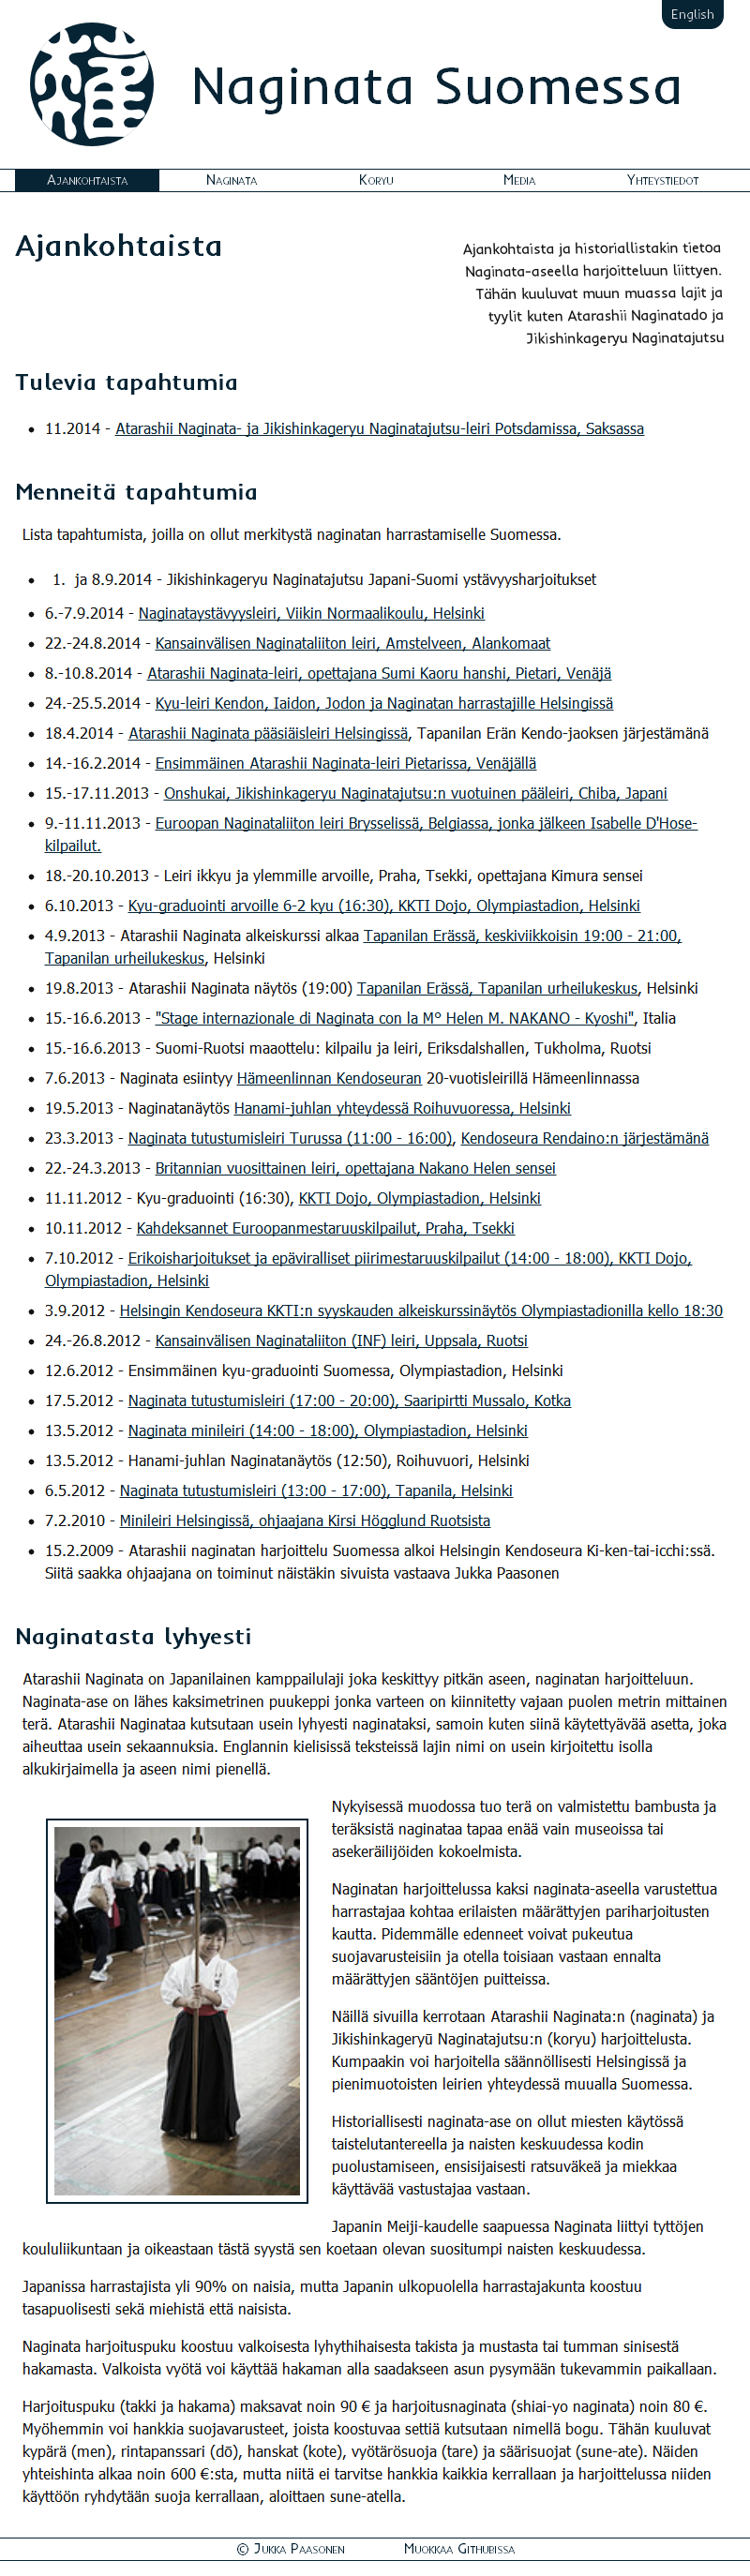 English
Naginata Suomessa
Ajankohtaista
Naginata
Koryu
Media
Yhteystiedot
Ajankohtaista
Ajankohtaista ja historiallistakin tietoa
Naginata-aseella harjoitteluun liittyen.
Tähän kuuluvat muun muassa lajit ja
tyylit kuten Atarashii Naginatado ja
Jikishinkageryu Naginatajutsu
Tulevia tapahtumia
• 11.2014 - Atarashii Naginata- ja Jikishinkageryu Naginatajutsu-leiri Potsdamissa, Saksassa
Menneitä tapahtumia
Lista tapahtumista, joilla on ollut merkitystä naginatan harrastamiselle Suomessa.
• 1. ja 8.9.2014 - Jikishinkageryu Naginatajutsu Japani-Suomi ystävyysharjoitukset
• 6.-7.9.2014 - Naginataystävyysleiri, Viikin Normaalikoulu, Helsinki
• 22.-24.8.2014 - Kansainvälisen Naginataliiton leiri, Amstelveen, Alankomaat
• 8.-10.8.2014 - Atarashii Naginata-leiri, opettajana Sumi Kaoru hanshi, Pietari, Venäjä
• 24.-25.5.2014 - Kyu-leiri Kendon, Iaidon, Jodon ja Naginatan harrastajille Helsingissä
• 18.4.2014 - Atarashii Naginata pääsiäisleiri Helsingissä, Tapanilan Erän Kendo-jaoksen järjestämänä
• 14.-16.2.2014 - Ensimmäinen Atarashii Naginata-leiri Pietarissa, Venäjällä
• 15.-17.11.2013 - Onshukai, Jikishinkageryu Naginatajutsu:n vuotuinen pääleiri, Chiba, Japani
• 9.-11.11.2013 - Euroopan Naginataliiton leiri Brysselissä, Belgiassa, jonka jälkeen Isabelle D'Hose-
kilpailut.
• 18.-20.10.2013 - Leiri ikkyu ja ylemmille arvoille, Praha, Tsekki, opettajana Kimura sensei
• 6.10.2013 - Kyu-graduointi arvoille 6-2 kyu (16:30), KKTI Dojo, Olympiastadion, Helsinki
• 4.9.2013 - Atarashii Naginata alkeiskurssi alkaa Tapanilan Erässä, keskiviikkoisin 19:00 - 21:00,
Tapanilan urheilukeskus, Helsinki
• 19.8.2013 - Atarashii Naginata näytös (19:00) Tapanilan Erässä, Tapanilan urheilukeskus, Helsinki
• 15.-16.6.2013 - "Stage internazionale di Naginata con la M° Helen M. NAKANO - Kyoshi", Italia
• 15.-16.6.2013 - Suomi-Ruotsi maaottelu: kilpailu ja leiri, Eriksdalshallen, Tukholma, Ruotsi
• 7.6.2013 - Naginata esiintyy Hämeenlinnan Kendoseuran 20-vuotisleirillä Hämeenlinnassa
• 19.5.2013 - Naginatanäytös Hanami-juhlan yhteydessä Roihuvuoressa, Helsinki
• 23.3.2013 - Naginata tutustumisleiri Turussa (11:00 - 16:00), Kendoseura Rendaino:n järjestämänä
• 22.-24.3.2013 - Britannian vuosittainen leiri, opettajana Nakano Helen sensei
• 11.11.2012 - Kyu-graduointi (16:30), KKTI Dojo, Olympiastadion, Helsinki
• 10.11.2012 - Kahdeksannet Euroopanmestaruuskilpailut, Praha, Tsekki
• 7.10.2012 - Erikoisharjoitukset ja epäviralliset piirimestaruuskilpailut (14:00 - 18:00), KKTI Dojo,
Olympiastadion, Helsinki
• 3.9.2012 - Helsingin Kendoseura KKTI:n syyskauden alkeiskurssinäytös Olympiastadionilla kello 18:30
• 24.-26.8.2012 - Kansainvälisen Naginataliiton (INF) leiri, Uppsala, Ruotsi
• 12.6.2012 - Ensimmäinen kyu-graduointi Suomessa, Olympiastadion, Helsinki
• 17.5.2012 - Naginata tutustumisleiri (17:00 - 20:00), Saaripirtti Mussalo, Kotka
• 13.5.2012 - Naginata minileiri (14:00 - 18:00), Olympiastadion, Helsinki
• 13.5.2012 - Hanami-juhlan Naginatanäytös (12:50), Roihuvuori, Helsinki
• 6.5.2012 - Naginata tutustumisleiri (13:00 - 17:00), Tapanila, Helsinki
• 7.2.2010 - Minileiri Helsingissä, ohjaajana Kirsi Högglund Ruotsista
• 15.2.2009 - Atarashii naginatan harjoittelu Suomessa alkoi Helsingin Kendoseura Ki-ken-tai-icchi:ssä.
Siitä saakka ohjaajana on toiminut näistäkin sivuista vastaava Jukka Paasonen
Naginatasta lyhyesti
Atarashii Naginata on Japanilainen kamppailulaji joka keskittyy pitkän aseen, naginatan harjoitteluun.
Naginata-ase on lähes kaksimetrinen puukeppi jonka varteen on kiinnitetty vajaan puolen metrin mittainen
terä. Atarashii Naginataa kutsutaan usein lyhyesti naginataksi, samoin kuten siinä käytettyävää asetta, joka
aiheuttaa usein sekaannuksia. Englannin kielisissä teksteissä lajin nimi on usein kirjoitettu isolla
alkukirjaimella ja aseen nimi pienellä.
Nykyisessä muodossa tuo terä on valmistettu bambusta ja
teräksistä naginataa tapaa enää vain museoissa tai
asekeräilijöiden kokoelmista.
Naginatan harjoittelussa kaksi naginata-aseella varustettua
harrastajaa kohtaa erilaisten määrättyjen pariharjoitusten
kautta. Pidemmälle edenneet voivat pukeutua
suojavarusteisiin ja otella toisiaan vastaan ennalta
määrättyjen sääntöjen puitteissa.
Näillä sivuilla kerrotaan Atarashii Naginata:n (naginata) ja
Jikishinkageryū Naginatajutsu:n (koryu) harjoittelusta.
Kumpaakin voi harjoitella säännöllisesti Helsingissä ja
pienimuotoisten leirien yhteydessä muualla Suomessa.
Historiallisesti naginata-ase on ollut miesten käytössä
taistelutantereella ja naisten keskuudessa kodin
puolustamiseen, ensisijaisesti ratsuväkeä ja miekkaa
käyttävää vastustajaa vastaan.
Japanin Meiji-kaudelle saapuessa Naginata liittyi tyttöjen
koululiikuntaan ja oikeastaan tästä syystä sen koetaan olevan suositumpi naisten keskuudessa.
Japanissa harrastajista yli 90% on naisia, mutta Japanin ulkopuolella harrastajakunta koostuu
tasapuolisesti sekä miehistä että naisista.
Naginata harjoituspuku koostuu valkoisesta lyhythihaisesta takista ja mustasta tai tumman sinisestä
hakamasta. Valkoista vyötä voi käyttää hakaman alla saadakseen asun pysymään tukevammin paikallaan.
Harjoituspuku (takki ja hakama) maksavat noin 90 € ja harjoitusnaginata (shiai-yo naginata) noin 80 €.
Myöhemmin voi hankkia suojavarusteet, joista koostuvaa settiä kutsutaan nimellä bogu. Tähän kuuluvat
kypärä (men), rintapanssari (dō), hanskat (kote), vyötärösuoja (tare) ja säärisuojat (sune-ate). Näiden
yhteishinta alkaa noin 600 €:sta, mutta niitä ei tarvitse hankkia kaikkia kerrallaan ja harjoittelussa niiden
käyttöön ryhdytään suoja kerrallaan, aloittaen sune-atella.
© Jukka Paasonen
Muokkaa Githubissa